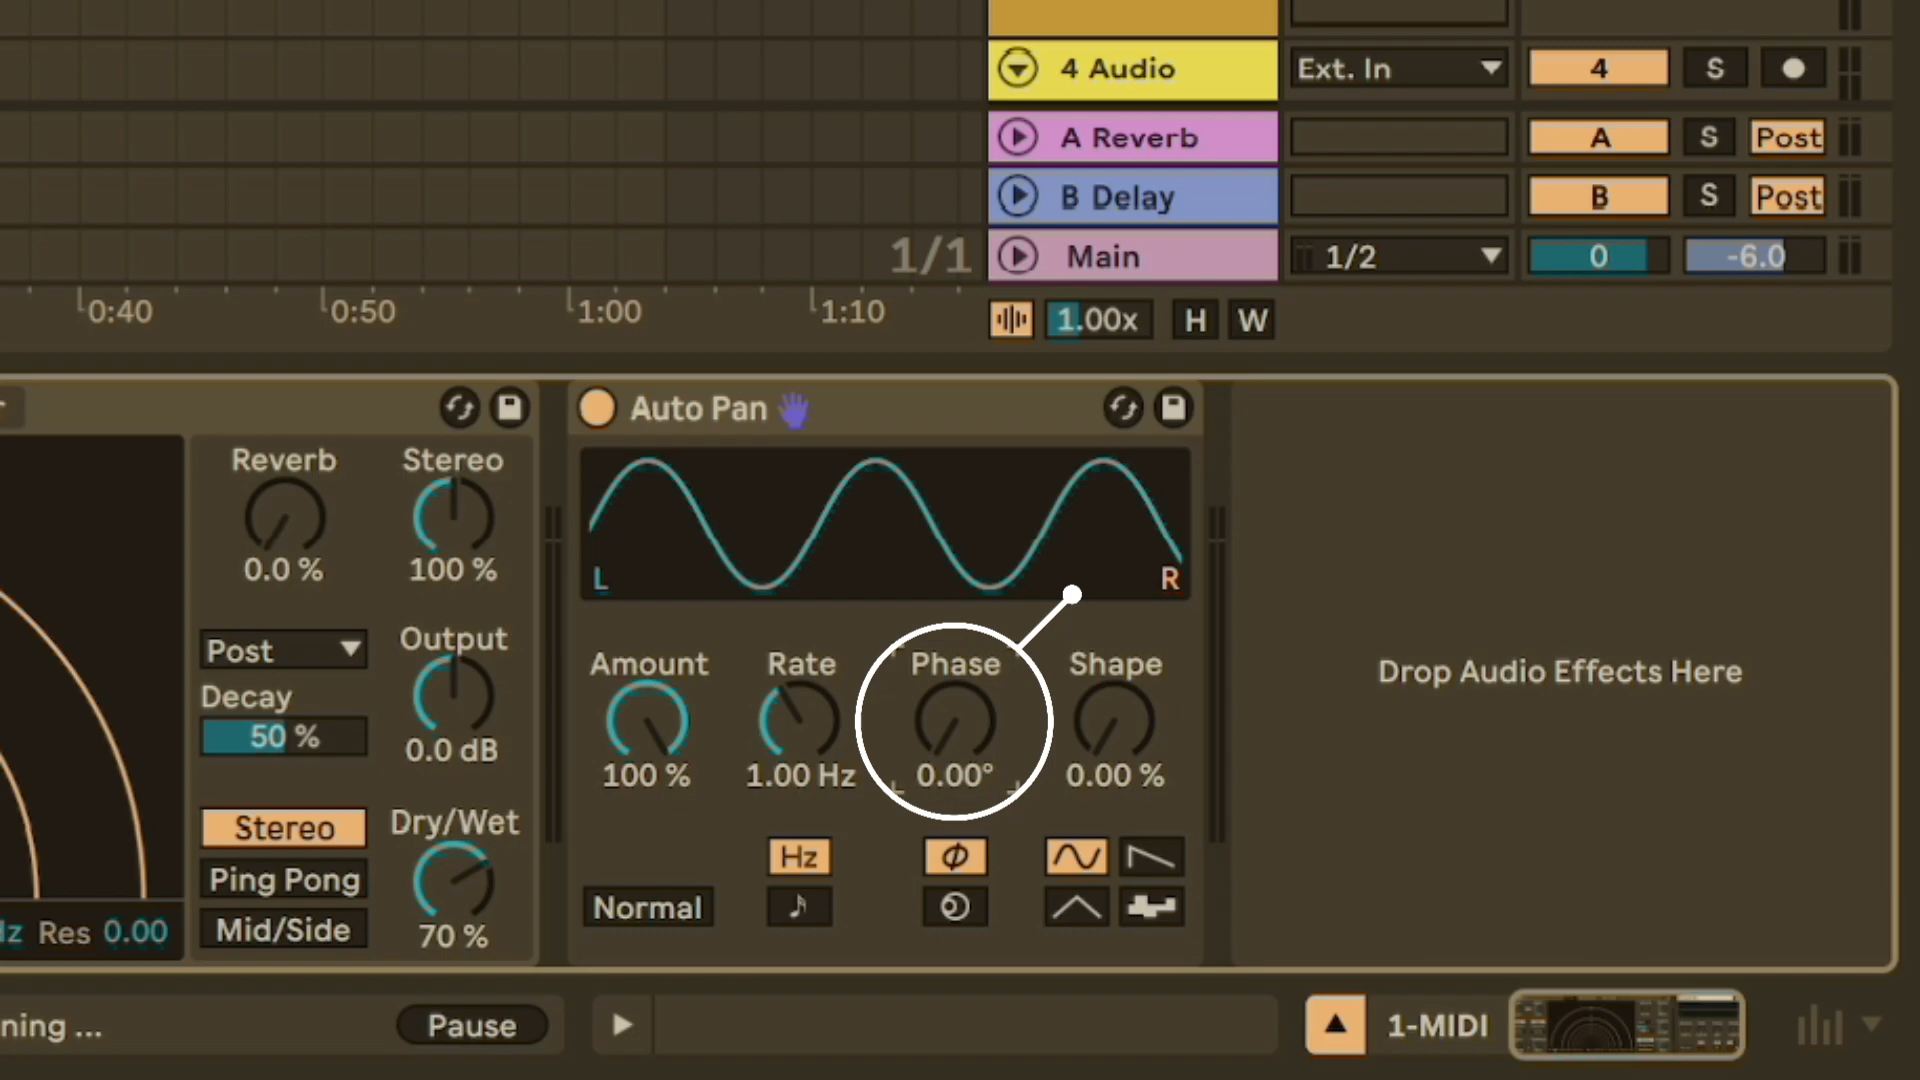 4 Audio Ext. In 4 S
A Reverb A S Post
B Delay B S Post
1/1 Main 1/2 0 -6.0
0:40 0:50 1:00 1:10 1.00x H W
Auto Pan
Reverb Stereo
0.0 % 100 %
L R
Post Output
Decay
50 % 0.0 dB
Amount Rate Phase Shape
100 % 1.00 Hz 0.00° 0.00 %
Drop Audio Effects Here
Stereo Dry/Wet
Ping Pong
Mid/Side 70 %
Hz
Normal
Res 0.00
ning ... Pause 1-MIDI